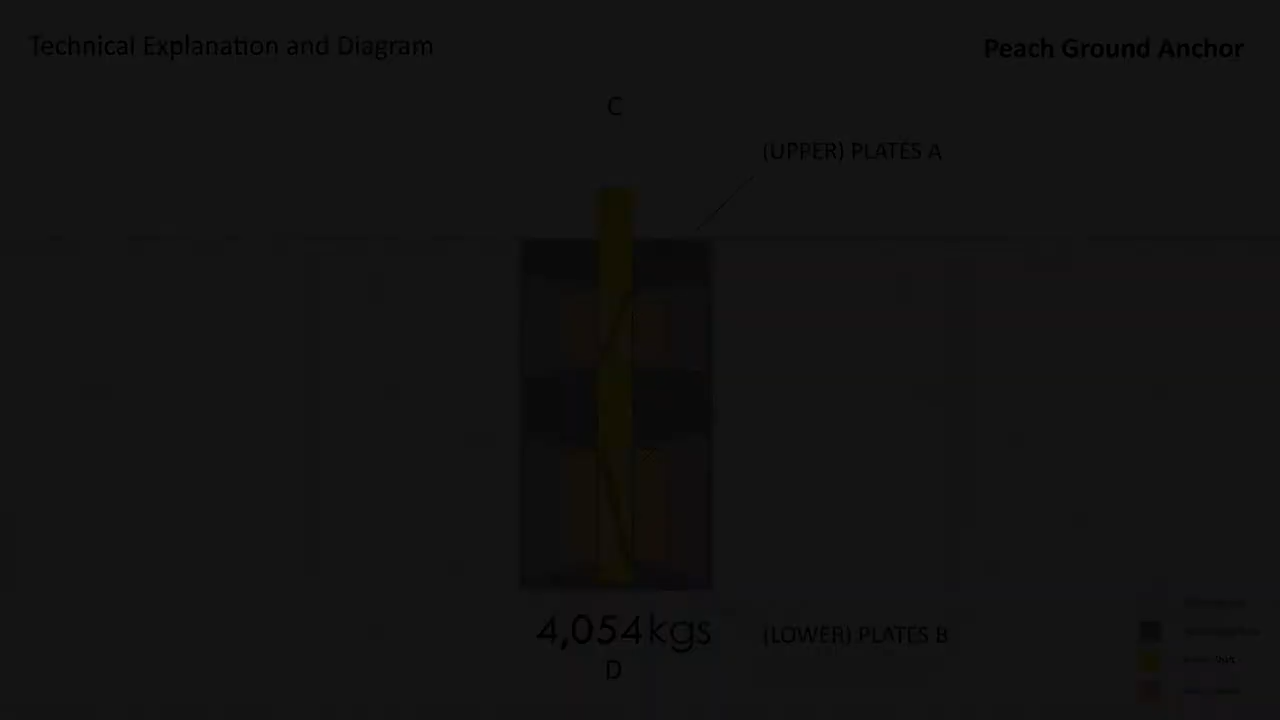 Technical Explanation and Diagram
Peach Ground Anchor
C
(UPPER) PLATES A
4,054kgs
(LOWER) PLATES B
D